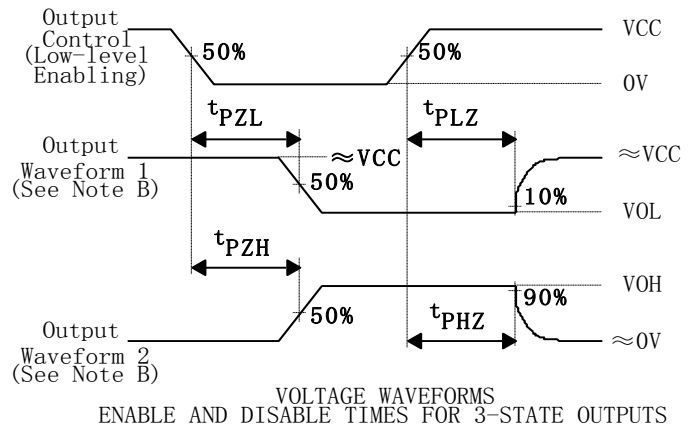 Output
Control
(Low-level
Enabling)
50%
50%
VCC
0V
tPZL
tPLZ
Output
Waveform 1
(See Note B)
≈VCC
50%
10%
≈VCC
VOL
tPZH
50%
VOH
90%
tPHZ
Output
Waveform 2
(See Note B)
≈0V
VOLTAGE WAVEFORMS
ENABLE AND DISABLE TIMES FOR 3-STATE OUTPUTS